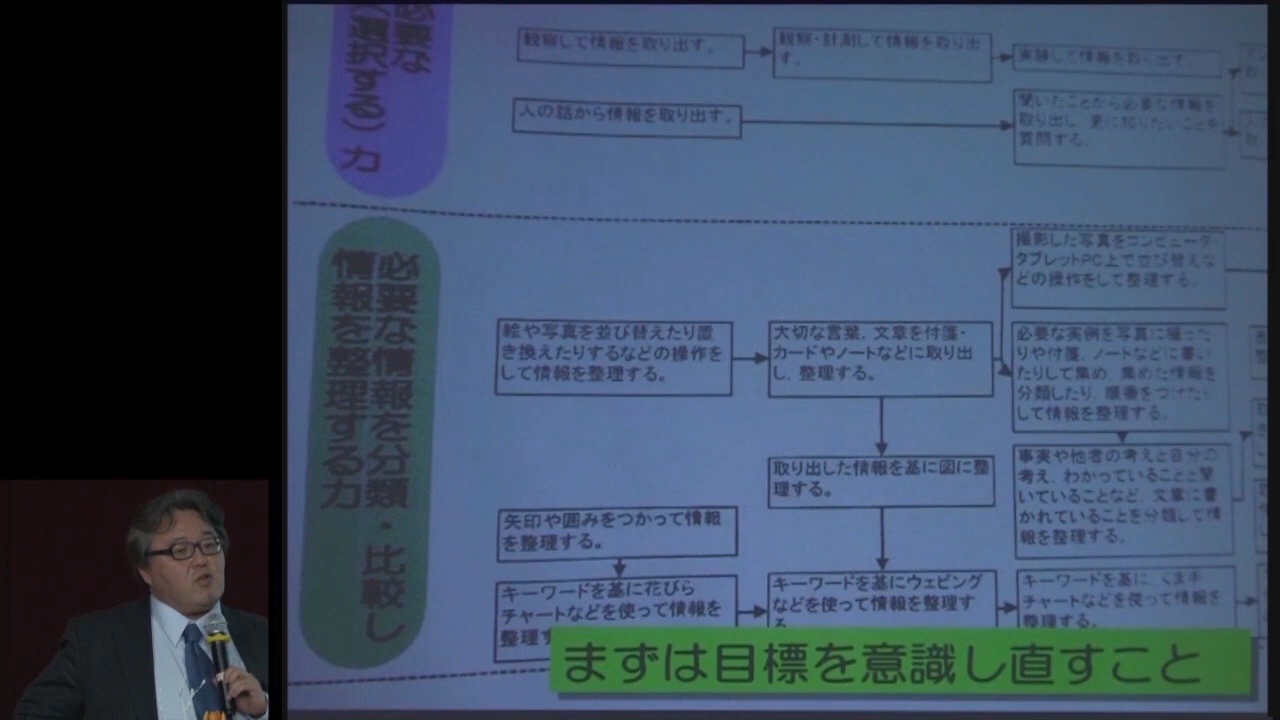 必要な
(選択する)力
観察して情報を取り出す。
観察・計測して情報を取り出
す。
実験して情報を取り出す
人の話から情報を取り出す。
聞いたことから必要な情報を
取り出し、更に知りたいことを
質問する。
必要な情報を分類・比較し
情報を整理する力
絵や写真を並び替えたり置
き換えたりするなどの操作を
して情報を整理する。
大切な言葉、文章を付箋・
カードやノートなどに取り出
し、整理する。
撮影した写真をコンピュータ・
タブレットPC上で並び替えな
どの操作をして整理する。
必要な実例を写真に撮った
りや付箋、ノートなどに書い
たりして集め、集めた情報を
分類したり、順番をつけたり
して情報を整理する。
取り出した情報を基に図に整
理する。
事実や他者の考えと自分の
考え、わかっていることと聞
いていることなど、文章に書
かれていることを分類して情
報を整理する。
矢印や囲みをつかって情報
を整理する。
キーワードを基に花びら
チャートなどを使って情報を
整理す
キーワードを基にウェビング
などを使って情報を整理す
る。
キーワードを基に、くま手
チャートなどを使って情報を
整理する。
まずは目標を意識し直すこと